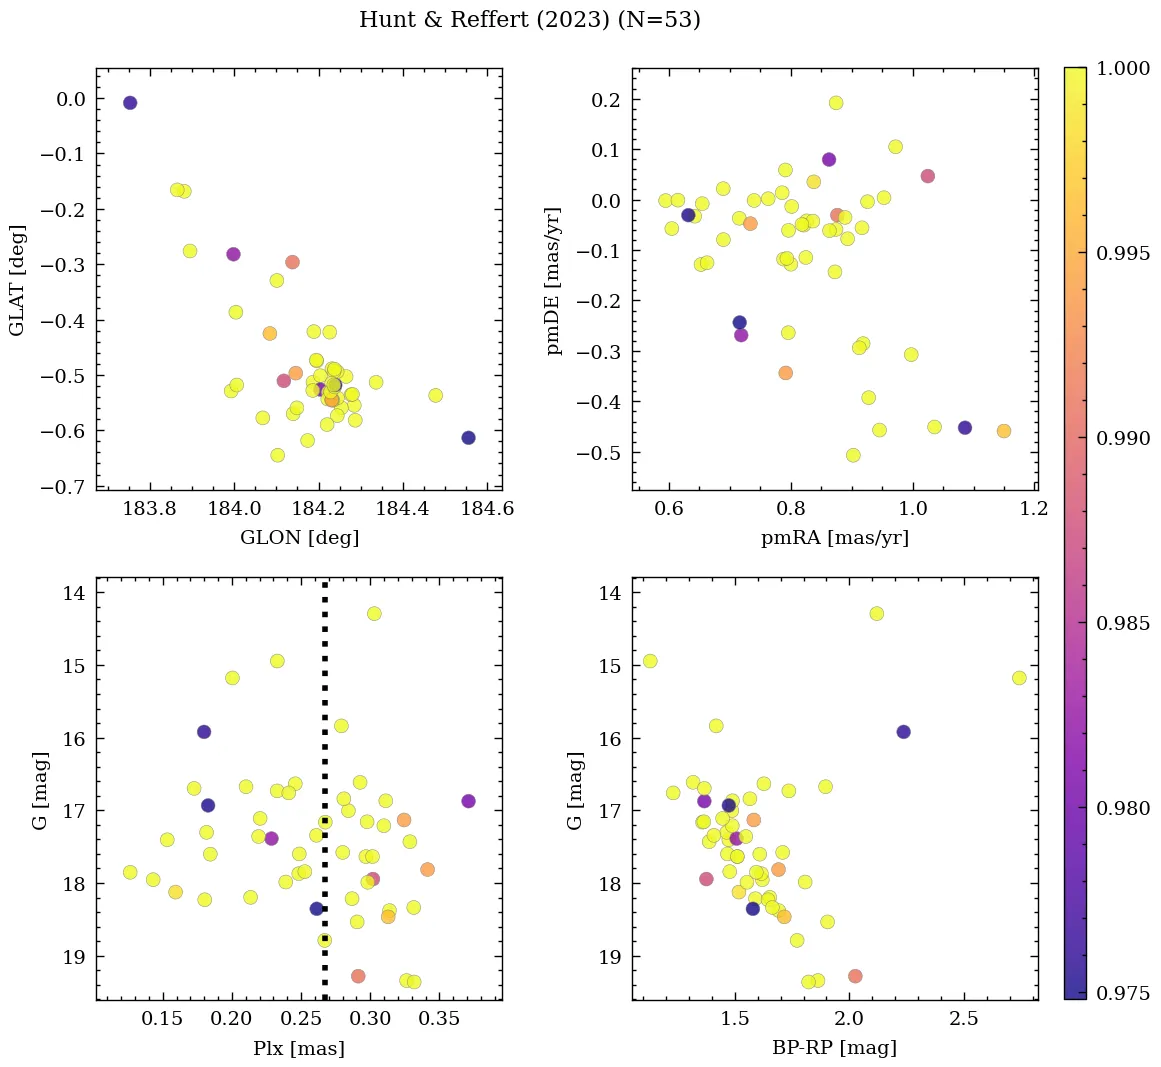 Hunt & Reffert (2023) (N=53)
0.0
−0.1
−0.2
−0.3
−0.4
−0.5
−0.6
−0.7
GLAT [deg]
183.8 184.0 184.2 184.4 184.6
GLON [deg]
0.2
0.1
0.0
−0.1
−0.2
−0.3
−0.4
−0.5
pmDE [mas/yr]
0.6 0.8 1.0 1.2
pmRA [mas/yr]
14
15
16
17
18
19
G [mag]
0.15 0.20 0.25 0.30 0.35
Plx [mas]
14
15
16
17
18
19
G [mag]
1.5 2.0 2.5
BP-RP [mag]
1.000
0.995
0.990
0.985
0.980
0.975